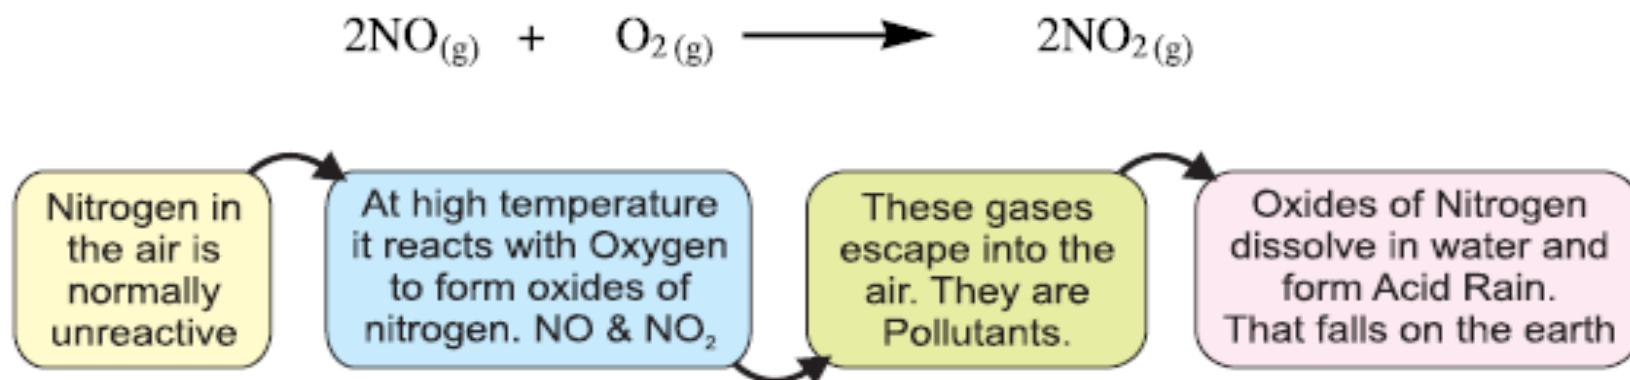 2NO(g) + O2 (g) ⟶ 2NO2 (g)
Nitrogen in
the air is
normally
unreactive
At high temperature
it reacts with Oxygen
to form oxides of
nitrogen. NO & NO2
These gases
escape into the
air. They are
Pollutants.
Oxides of Nitrogen
dissolve in water and
form Acid Rain.
That falls on the earth